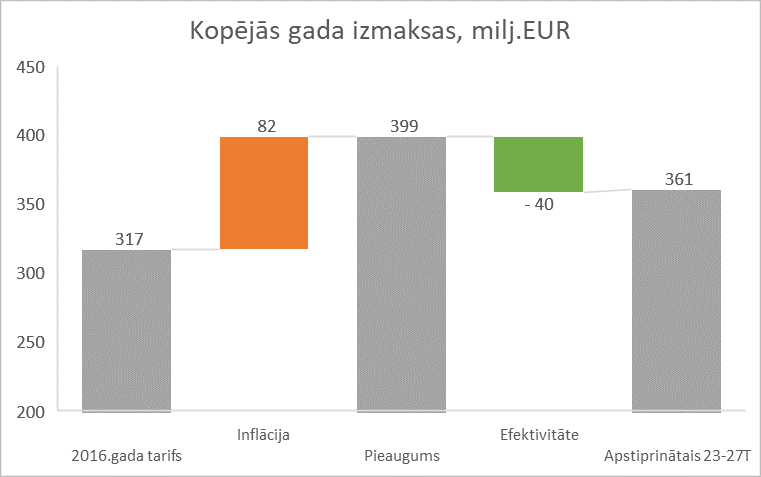 Kopējās gada izmaksas, milj.EUR
450
400
350
300
250
200
317
82
399
- 40
361
Inflācija
Efektivitāte
2016.gada tarifs
Pieaugums
Apstiprinātais 23-27T